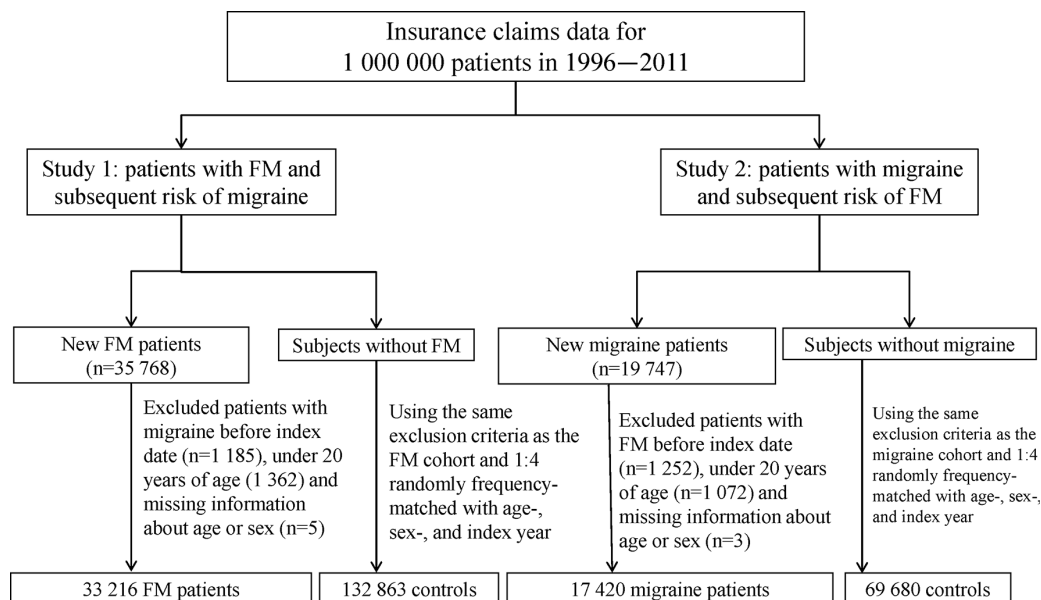 Insurance claims data for
1 000 000 patients in 1996—2011
Study 1: patients with FM and
subsequent risk of migraine
Study 2: patients with migraine
and subsequent risk of FM
New FM patients
(n=35 768)
Subjects without FM
New migraine patients
(n=19 747)
Subjects without migraine
Excluded patients with
migraine before index
date (n=1 185), under 20
years of age (1 362) and
missing information
about age or sex (n=5)
Using the same
exclusion criteria as the
FM cohort and 1:4
randomly frequency-
matched with age-,
sex-, and index year
Excluded patients with
FM before index date
(n=1 252), under 20 years
of age (n=1 072) and
missing information about
age or sex (n=3)
Using the same
exclusion criteria as the
migraine cohort and 1:4
randomly frequency-
matched with age-, sex-,
and index year
33 216 FM patients
132 863 controls
17 420 migraine patients
69 680 controls